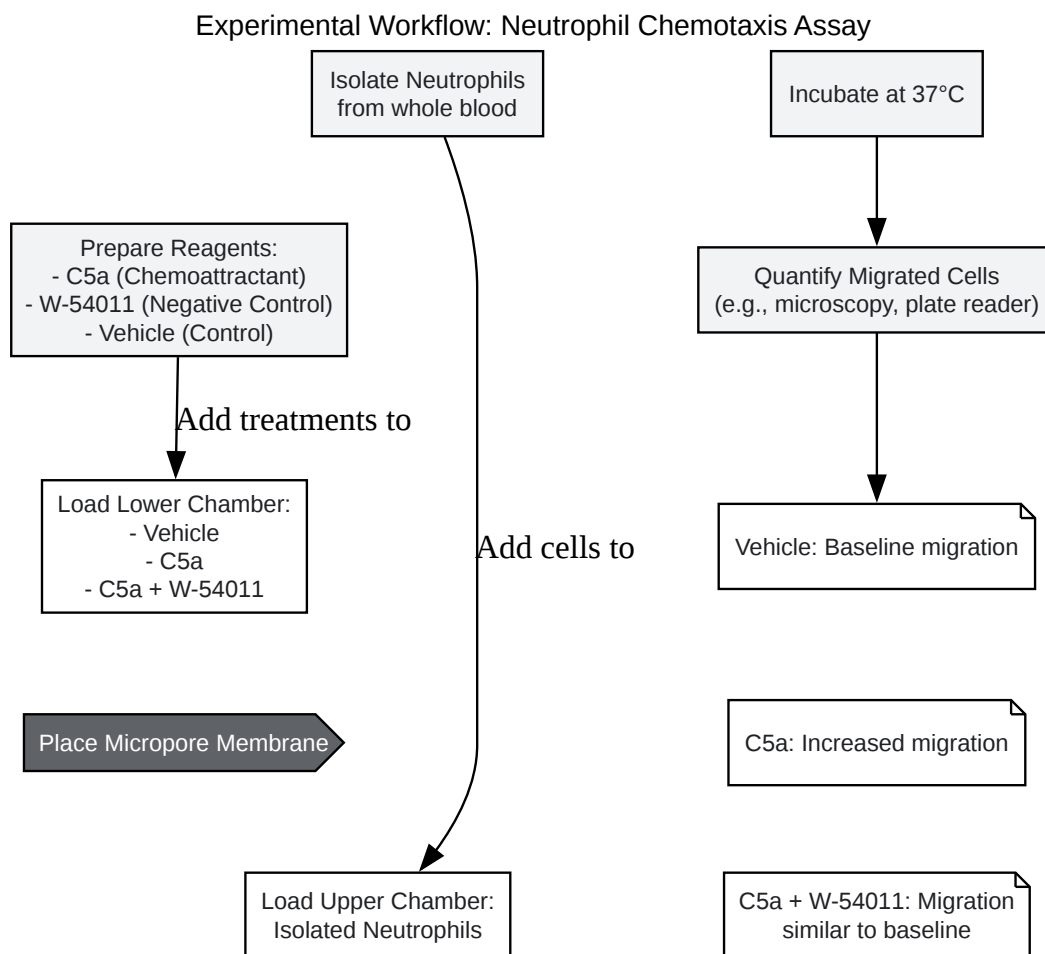 Experimental Workflow: Neutrophil Chemotaxis Assay
Isolate Neutrophils
from whole blood
Incubate at 37°C
Prepare Reagents:
- C5a (Chemoattractant)
- W-54011 (Negative Control)
- Vehicle (Control)
Quantify Migrated Cells
(e.g., microscopy, plate reader)
Add treatments to
Load Lower Chamber:
- Vehicle
- C5a
- C5a + W-54011
Add cells to
Vehicle: Baseline migration
Place Micropore Membrane
C5a: Increased migration
Load Upper Chamber:
Isolated Neutrophils
C5a + W-54011: Migration
similar to baseline